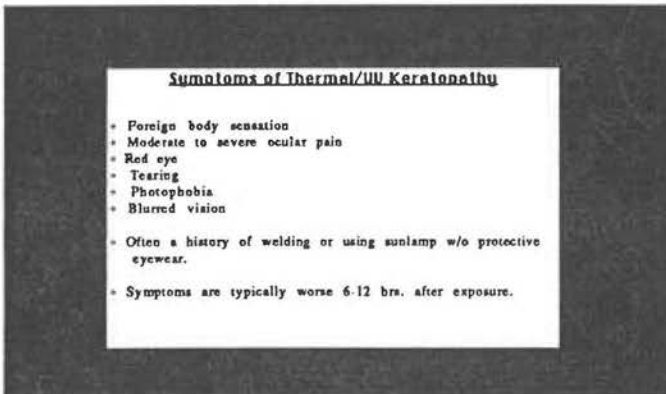 Symptoms of Thermal/UV Keratopathy
* Foreign body sensation
* Moderate to severe ocular pain
* Red eye
* Tearing
* Photophobia
* Blurred vision
* Often a history of welding or using sunlamp w/o protective
eyewear.
* Symptoms are typically worse 6-12 hrs. after exposure.